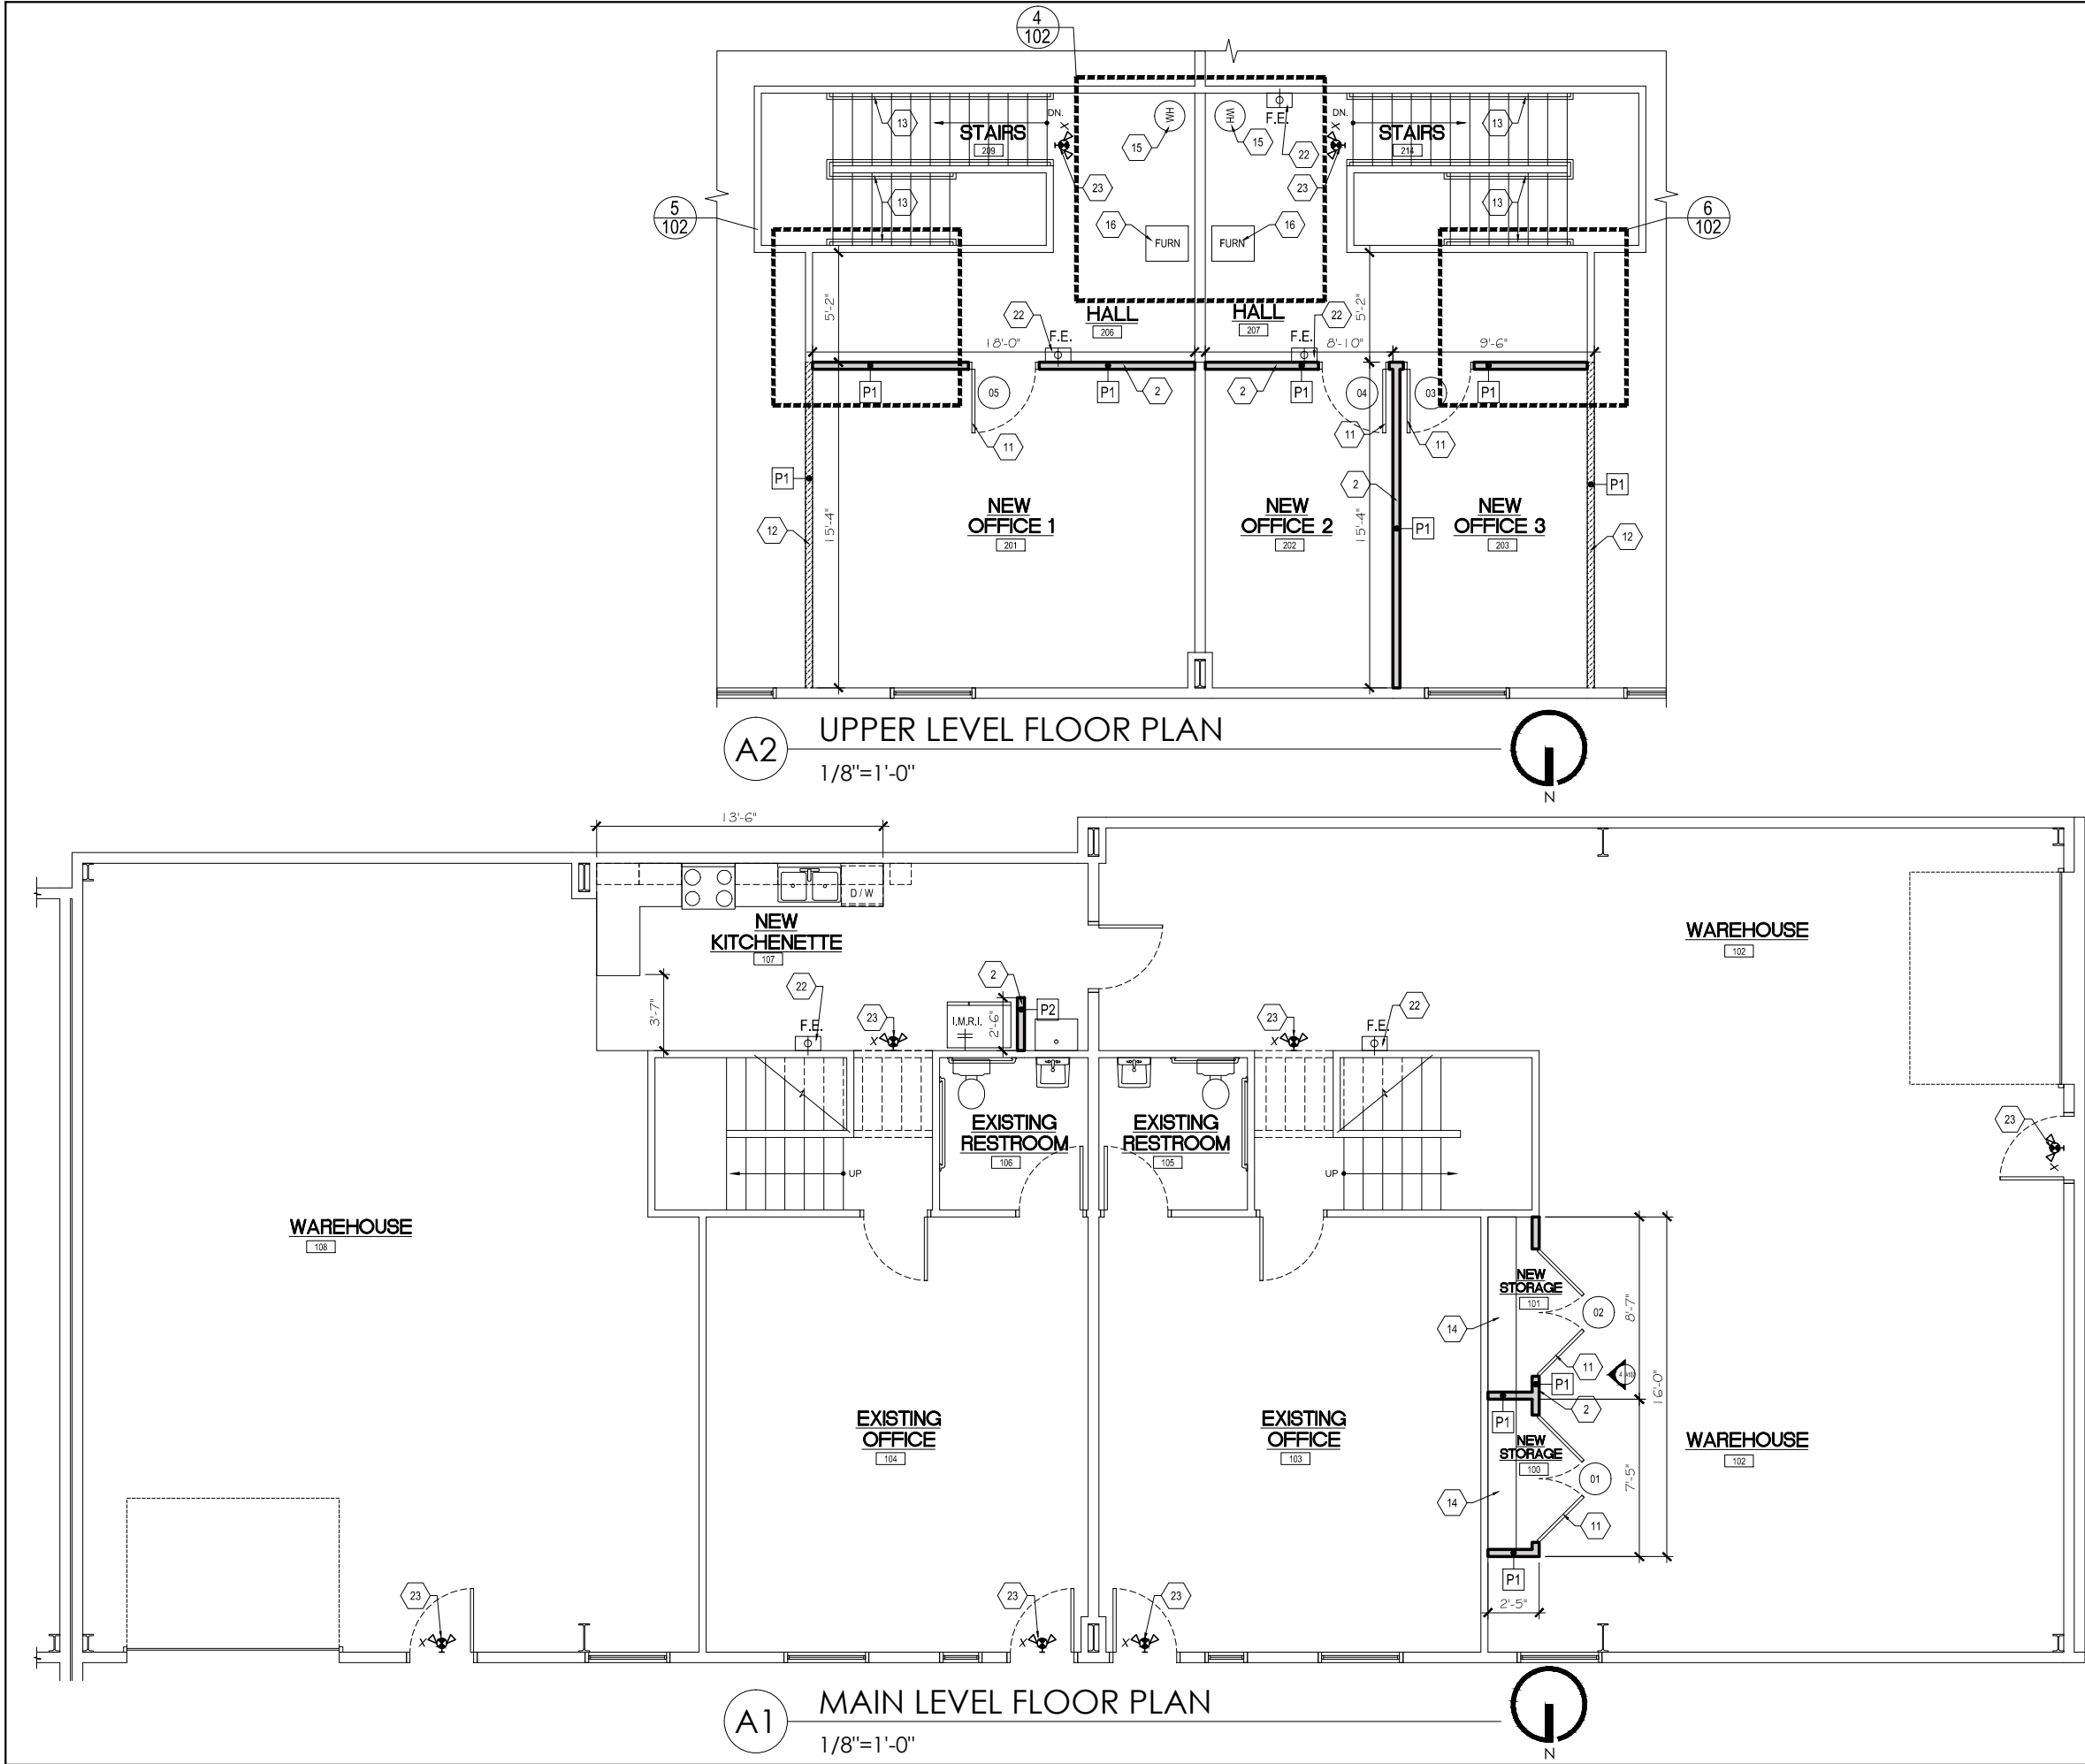 4
102
DN.
DN.
13
STAIRS
209
WH
15
WH
15
F.E.
22
STAIRS
214
13
X
X
23
23
5
102
13
16
FURN
FURN
16
13
6
102
5'-2"
5'-2"
22
HALL
206
HALL
207
22
F.E.
F.E.
18'-0"
8'-10"
9'-6"
P1
05
P1
2
2
P1
04
03
P1
11
11
11
P1
2
P1
12
15'-4"
NEW
OFFICE 1
201
NEW
OFFICE 2
202
15'-4"
P1
NEW
OFFICE 3
203
12
A2
UPPER LEVEL FLOOR PLAN
1/8"=1'-0"
N
13'-6"
D / W
NEW
KITCHENETTE
107
WAREHOUSE
102
3'-7"
22
F.E.
23
X
I.M.R.I.
2
2'-6"
P2
23
X
F.E.
22
EXISTING
RESTROOM
106
EXISTING
RESTROOM
105
23
X
UP
UP
WAREHOUSE
108
NEW
STORAGE
101
02
8'-7"
14
11
P1
2
16'-0"
P1
EXISTING
OFFICE
104
EXISTING
OFFICE
103
NEW
STORAGE
100
01
7'-5"
WAREHOUSE
102
14
11
P1
2'-5"
23
X
23
X
23
X
A1
MAIN LEVEL FLOOR PLAN
1/8"=1'-0"
N